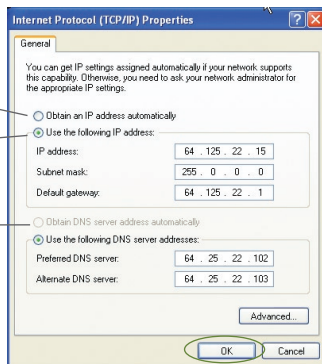 Internet Protocol (TCP/IP) Properties
General
You can get IP settings assigned automatically if your network supports
this capability. Otherwise, you need to ask your network administrator for
the appropriate IP settings.
Obtain an IP address automatically
Use the following IP address:
IP address: 64 . 125 . 22 . 15
Subnet mask: 255 . 0 . 0 . 0
Default gateway: 64 . 125 . 22 . 1
Obtain DNS server address automatically
Use the following DNS server addresses:
Preferred DNS server: 64 . 25 . 22 . 102
Alternate DNS server: 64 . 25 . 22 . 103
Advanced...
OK Cancel